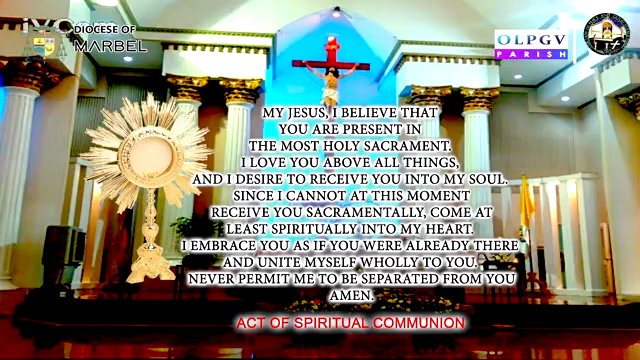 DIOCESE OF
MARBEL
OLPGV
PARISH
MY JESUS, I BELIEVE THAT
YOU ARE PRESENT IN
THE MOST HOLY SACRAMENT.
I LOVE YOU ABOVE ALL THINGS,
AND I DESIRE TO RECEIVE YOU INTO MY SOUL.
SINCE I CANNOT AT THIS MOMENT
RECEIVE YOU SACRAMENTALLY, COME AT
LEAST SPIRITUALLY INTO MY HEART.
I EMBRACE YOU AS IF YOU WERE ALREADY THERE
AND UNITE MYSELF WHOLLY TO YOU.
NEVER PERMIT ME TO BE SEPARATED FROM YOU
AMEN.
ACT OF SPIRITUAL COMMUNION